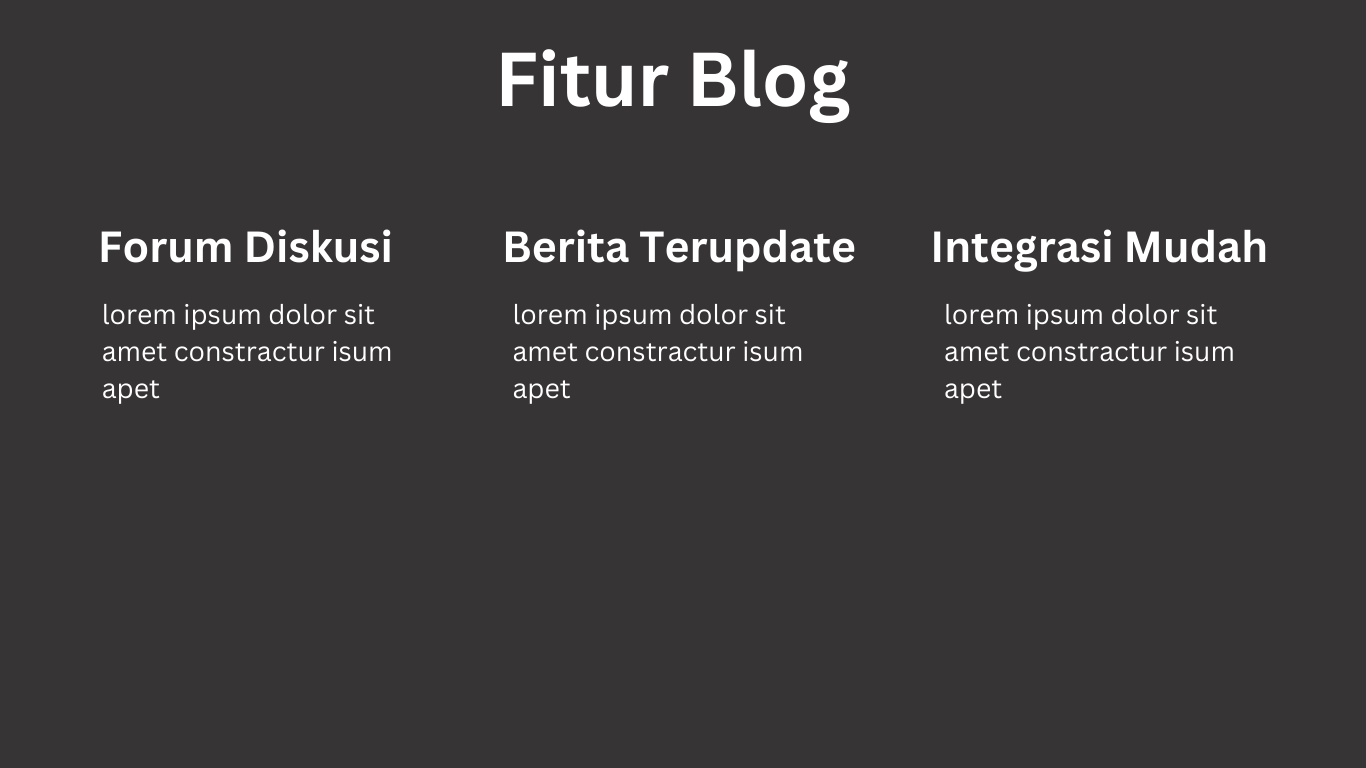 Fitur Blog
Forum Diskusi
lorem ipsum dolor sit
amet constractur isum
apet
Berita Terupdate
lorem ipsum dolor sit
amet constractur isum
apet
Integrasi Mudah
lorem ipsum dolor sit
amet constractur isum
apet